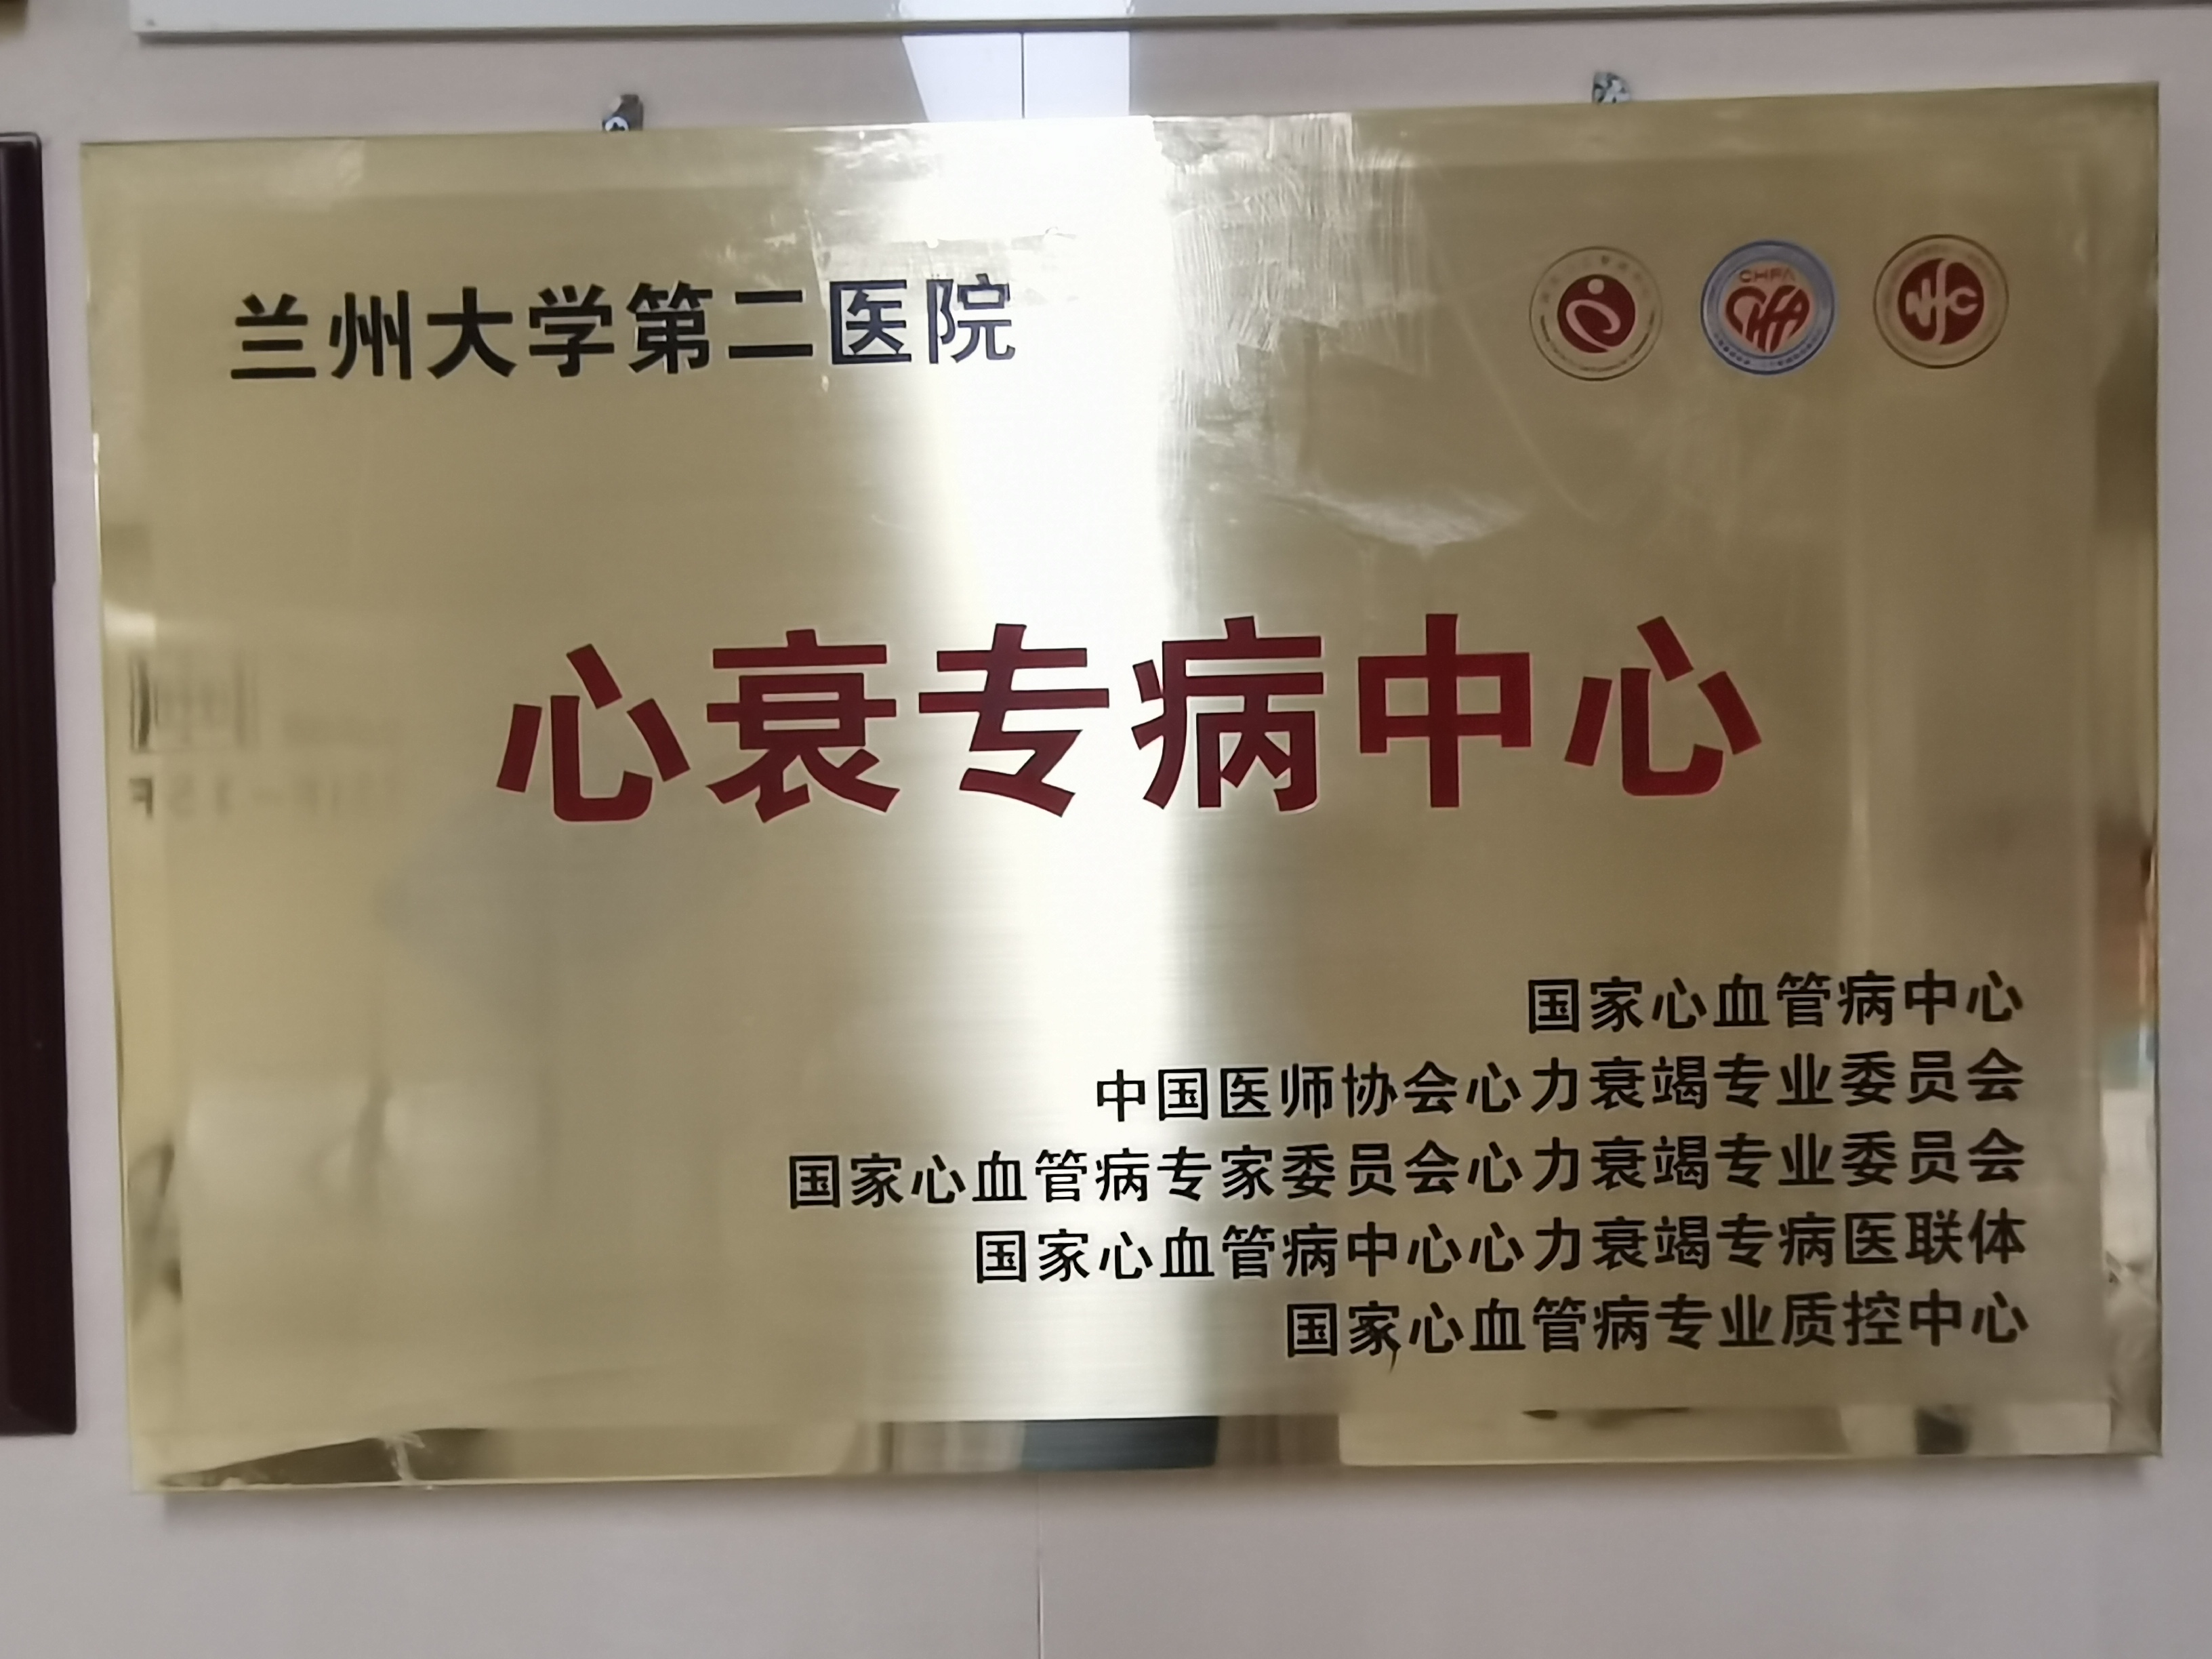 兰州大学第二医院
CHFA
心衰专病中心
国家心血管病中心
中国医师协会心力衰竭专业委员会
国家心血管病专家委员会心力衰竭专业委员会
国家心血管病中心心力衰竭专病医联体
国家心血管病专业质控中心